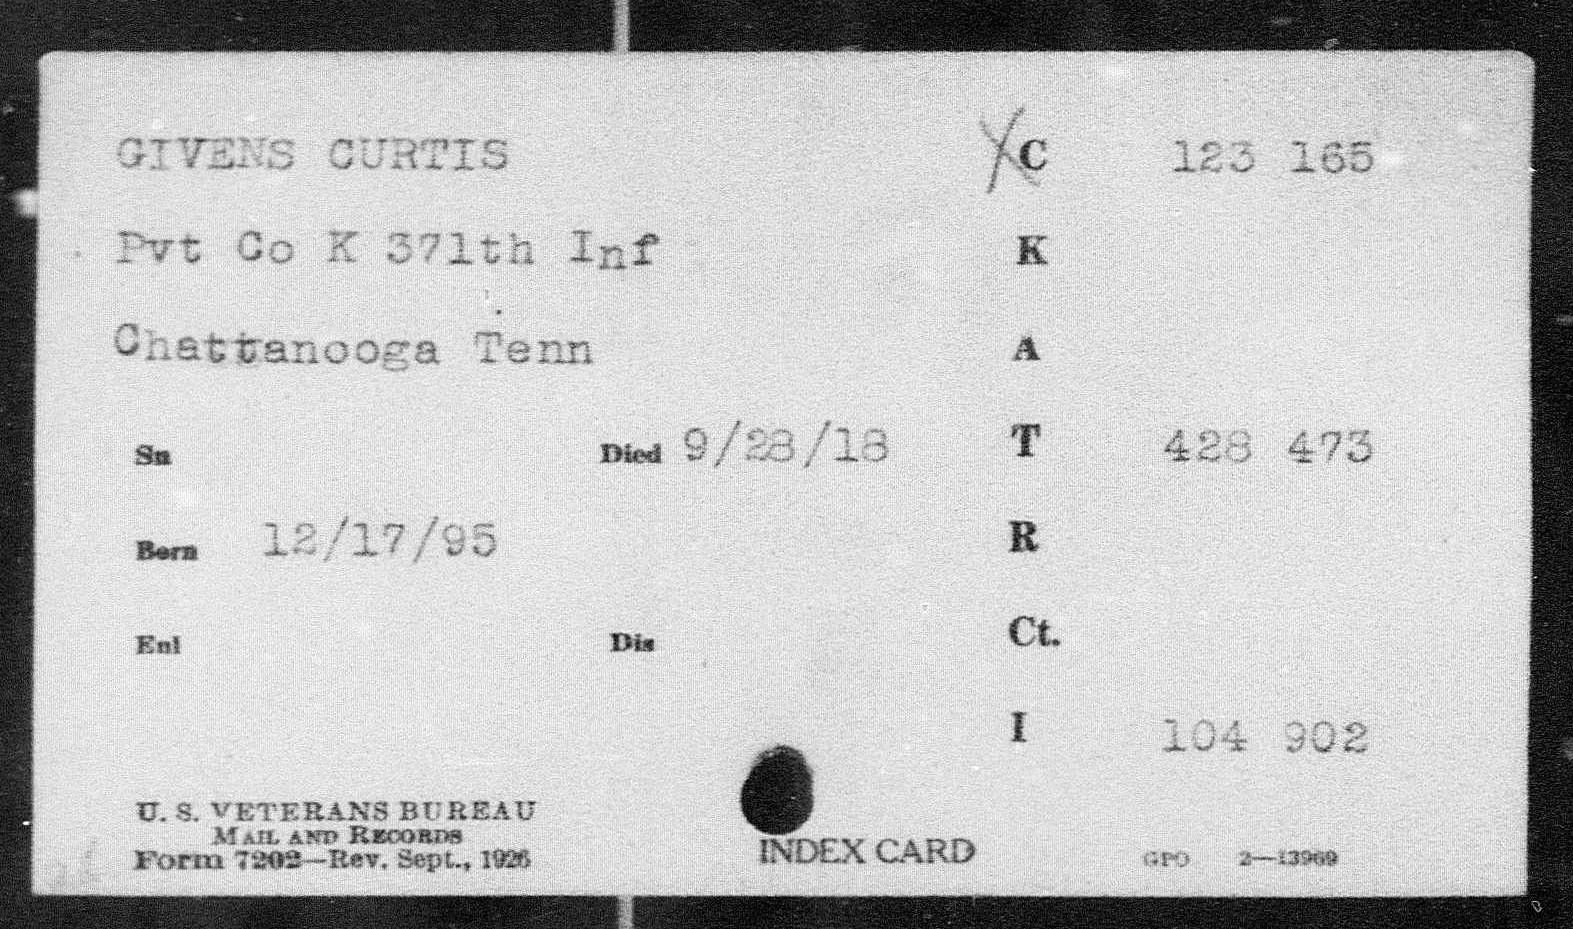 GIVENS CURTIS XC 123 165
Pvt Co K 371th Inf K
Chattanooga Tenn A
Sn Died 9/28/18 T 428 473
Born 12/17/95 R
Enl Dis Ct.
I 104 902
U. S. VETERANS BUREAU
MAIL AND RECORDS
Form 7202—Rev. Sept., 1926 INDEX CARD GPO 2—13969